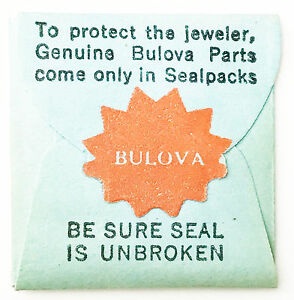 To protect the jeweler,
Genuine Bulova Parts
come only in Sealpacks
BULOVA
BE SURE SEAL
IS UNBROKEN